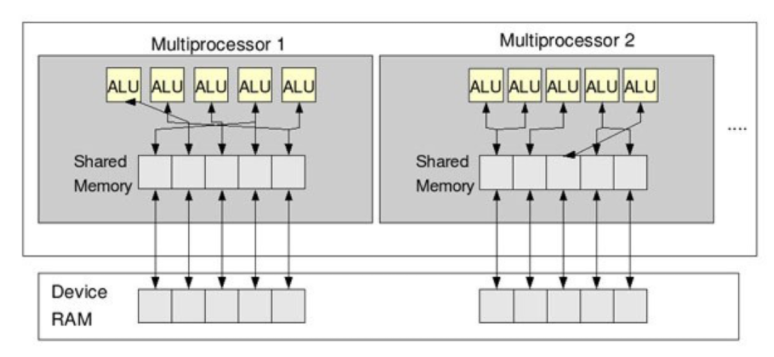 Multiprocessor 1
Multiprocessor 2
ALU ALU ALU ALU ALU
ALU ALU ALU ALU ALU
....
Shared
Memory
Shared
Memory
Device
RAM